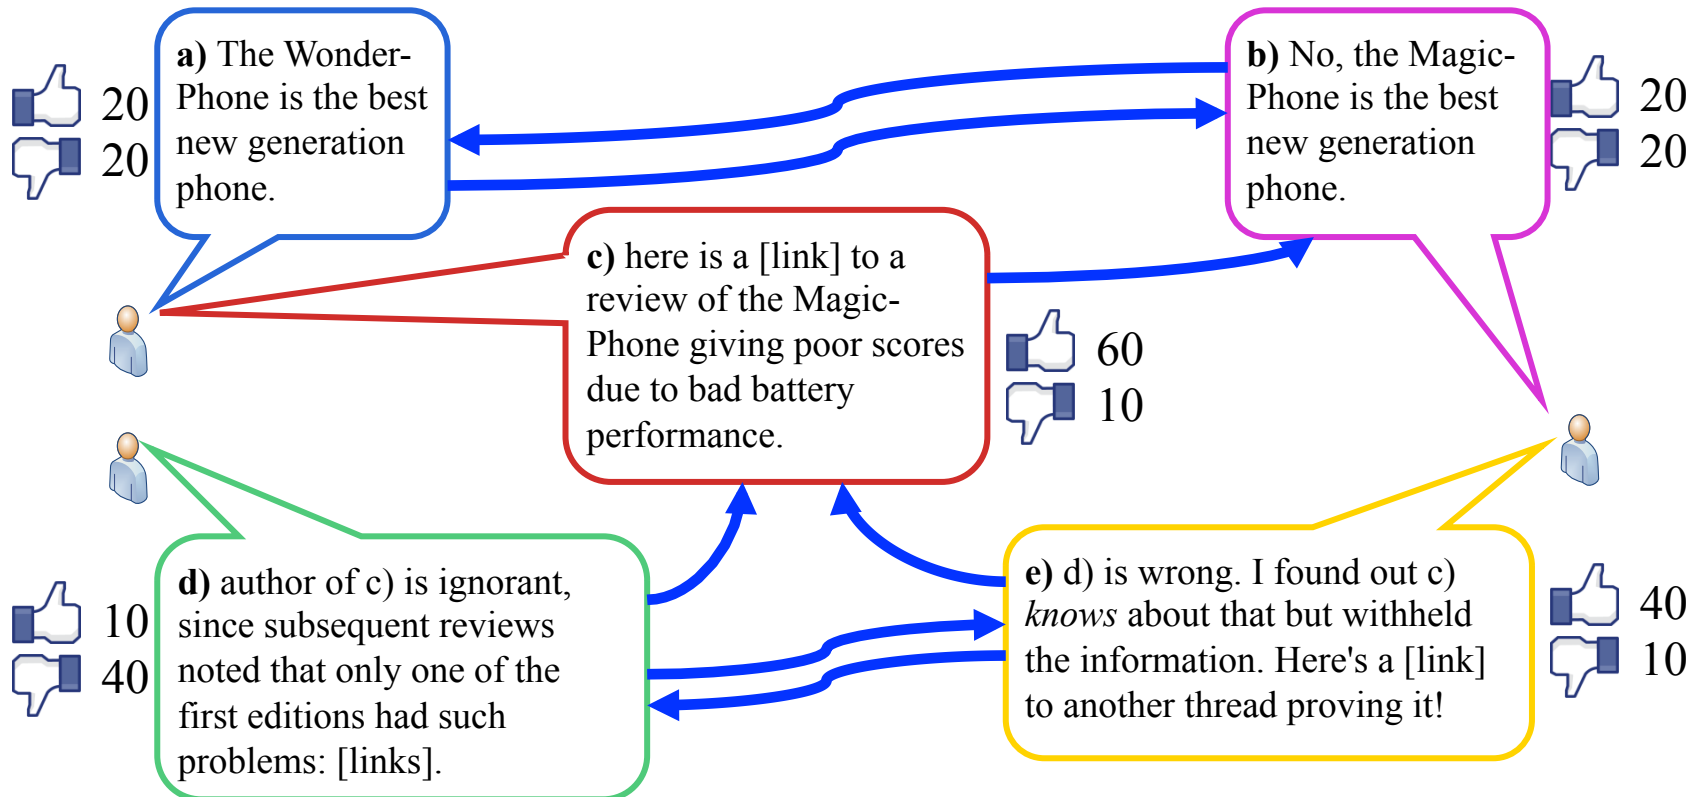 a) The Wonder-
Phone is the best
new generation
phone.
20
20
b) No, the Magic-
Phone is the best
new generation
phone.
20
20
c) here is a [link] to a
review of the Magic-
Phone giving poor scores
due to bad battery
performance.
60
10
d) author of c) is ignorant,
since subsequent reviews
noted that only one of the
first editions had such
problems: [links].
10
40
e) d) is wrong. I found out c)
knows about that but withheld
the information. Here's a [link]
to another thread proving it!
40
10